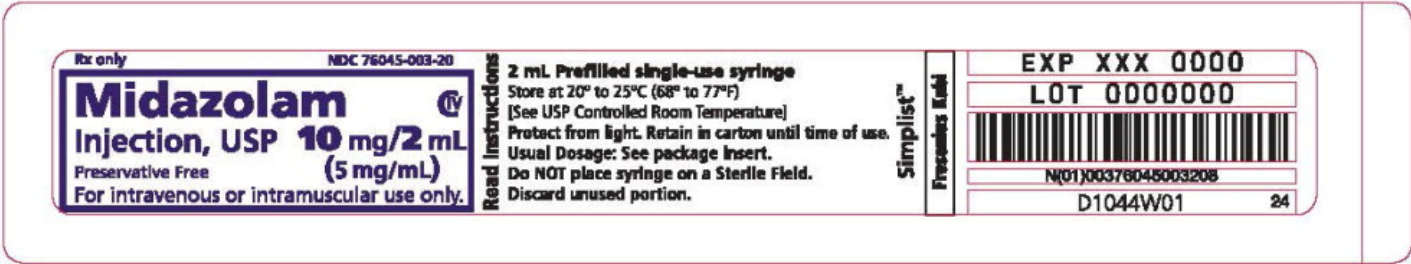 Rx only NDC 76045-003-20
Midazolam CIV
Injection, USP 10 mg/2 mL
Preservative Free (5 mg/mL)
For intravenous or intramuscular use only.
Read Instructions
2 mL Prefilled single-use syringe
Store at 20° to 25°C (68° to 77°F)
[See USP Controlled Room Temperature]
Protect from light. Retain in carton until time of use.
Usual Dosage: See package insert.
Do NOT place syringe on a Sterile Field.
Discard unused portion.
Simplist™
Fresenius Kabi
EXP XXX 0000
LOT 0000000
N(01)00376045003208
D1044W01 24